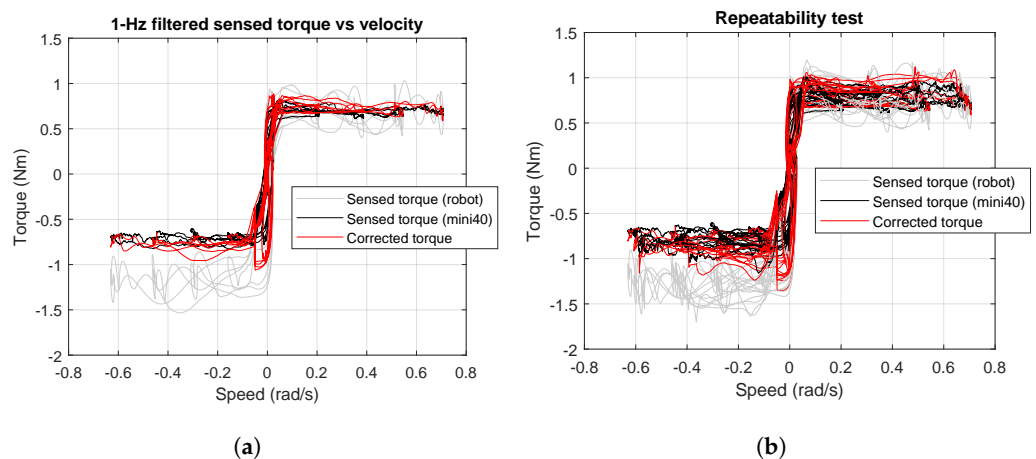 1-Hz filtered sensed torque vs velocity
2
1.5
1
0.5
0
-0.5
-1
-1.5
-2
Torque (Nm)
-0.8 -0.6 -0.4 -0.2 0 0.2 0.4 0.6 0.8
Speed (rad/s)
Sensed torque (robot)
Sensed torque (mini40)
Corrected torque
(a)
Repeatability test
2
1.5
1
0.5
0
-0.5
-1
-1.5
-2
Torque (Nm)
-0.8 -0.6 -0.4 -0.2 0 0.2 0.4 0.6 0.8
Speed (rad/s)
Sensed torque (robot)
Sensed torque (mini40)
Corrected torque
(b)